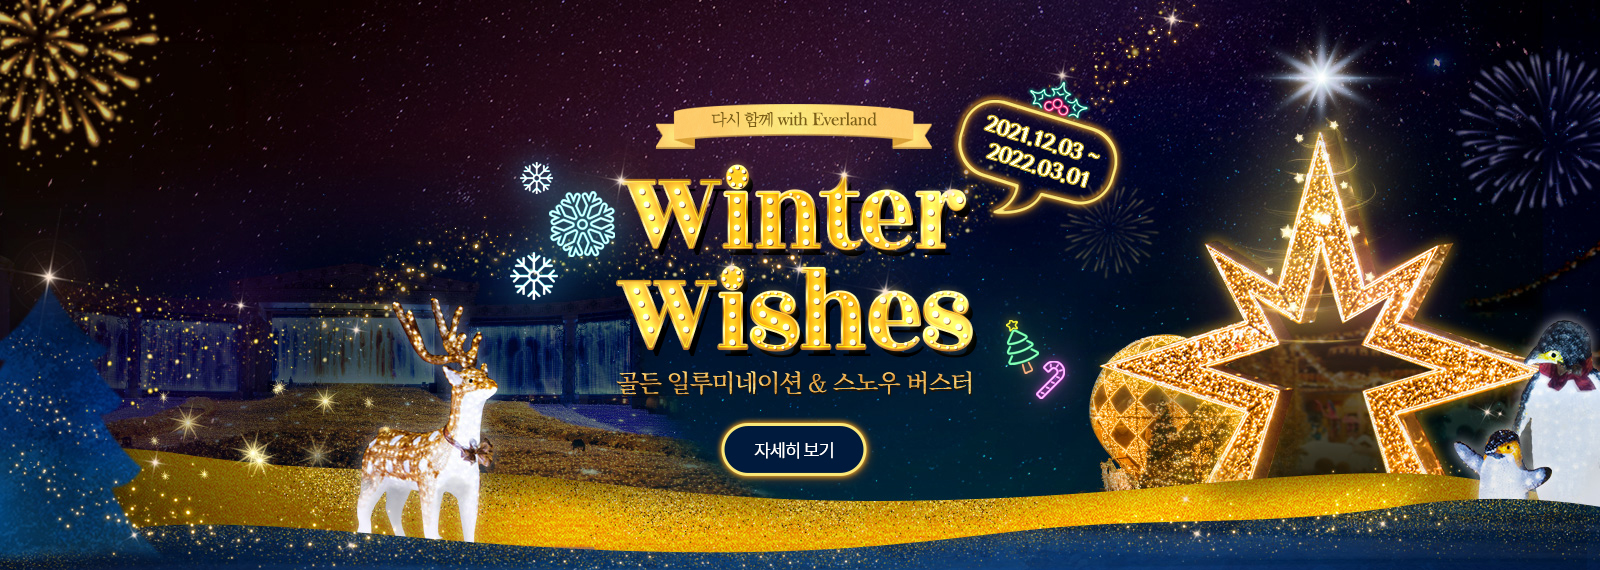 다시 함께 with Everland
2021.12.03 ~
2022.03.01
Winter
Wishes
골든 일루미네이션 & 스노우 버스터
자세히 보기